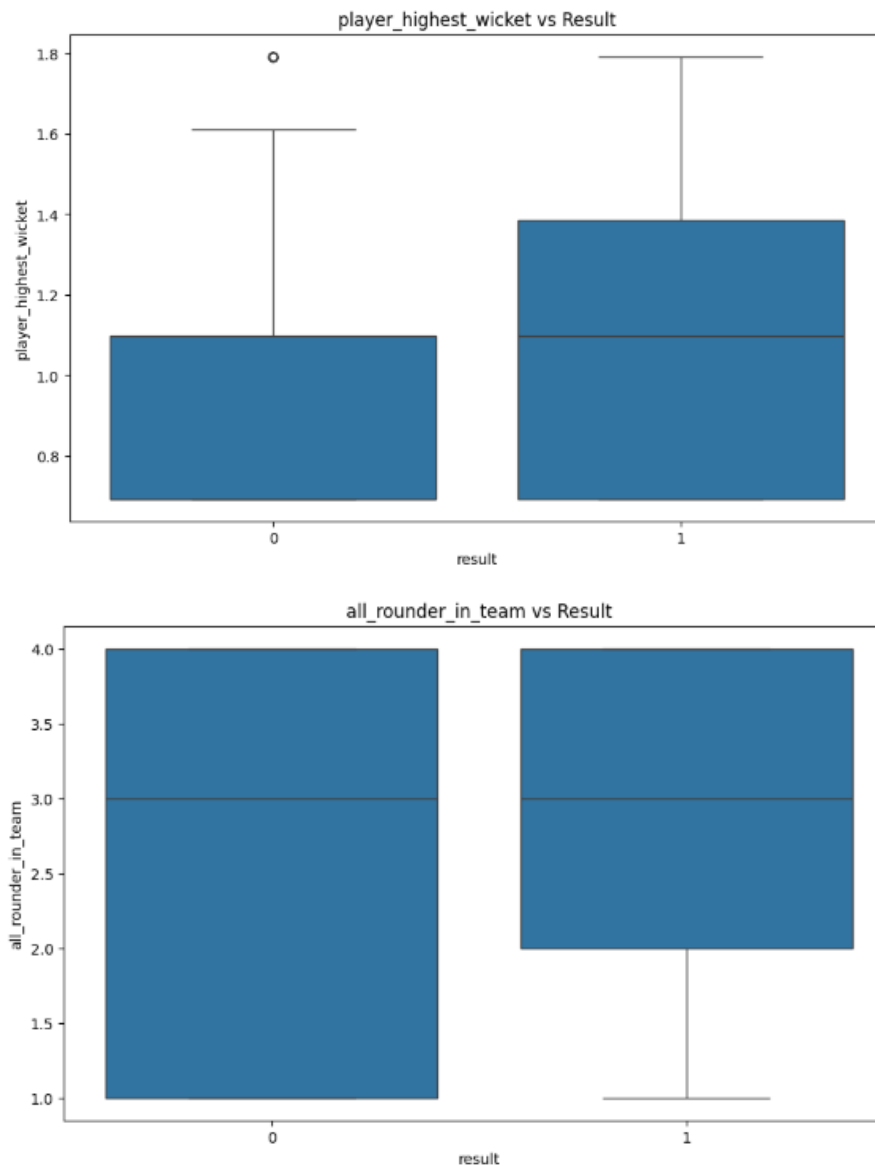 player_highest_wicket vs Result
player_highest_wicket
1.8
1.6
1.4
1.2
1.0
0.8
0
1
result
all_rounder_in_team vs Result
all_rounder_in_team
4.0
3.5
3.0
2.5
2.0
1.5
1.0
0
1
result